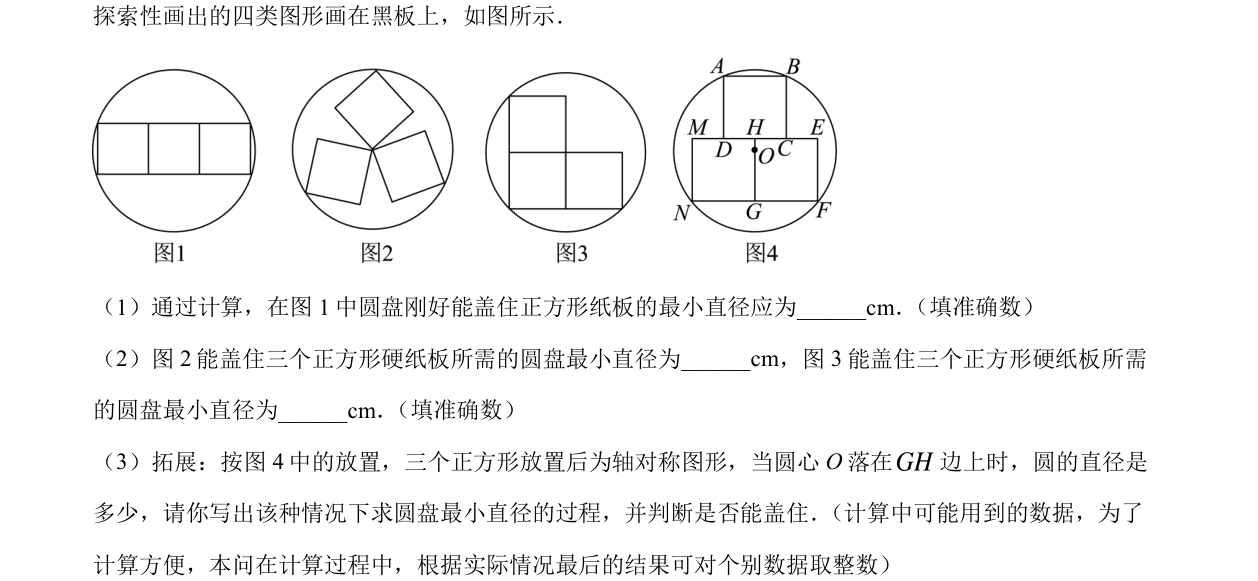 探索性画出的四类图形画在黑板上，如图所示．
A B
M H E
D O C
N G F
图1 图2 图3 图4
（1）通过计算，在图 1 中圆盘刚好能盖住正方形纸板的最小直径应为______cm．（填准确数）
（2）图 2 能盖住三个正方形硬纸板所需的圆盘最小直径为______cm，图 3 能盖住三个正方形硬纸板所需
的圆盘最小直径为______cm．（填准确数）
（3）拓展：按图 4 中的放置，三个正方形放置后为轴对称图形，当圆心 O 落在GH 边上时，圆的直径是
多少，请你写出该种情况下求圆盘最小直径的过程，并判断是否能盖住．（计算中可能用到的数据，为了
计算方便，本问在计算过程中，根据实际情况最后的结果可对个别数据取整数）